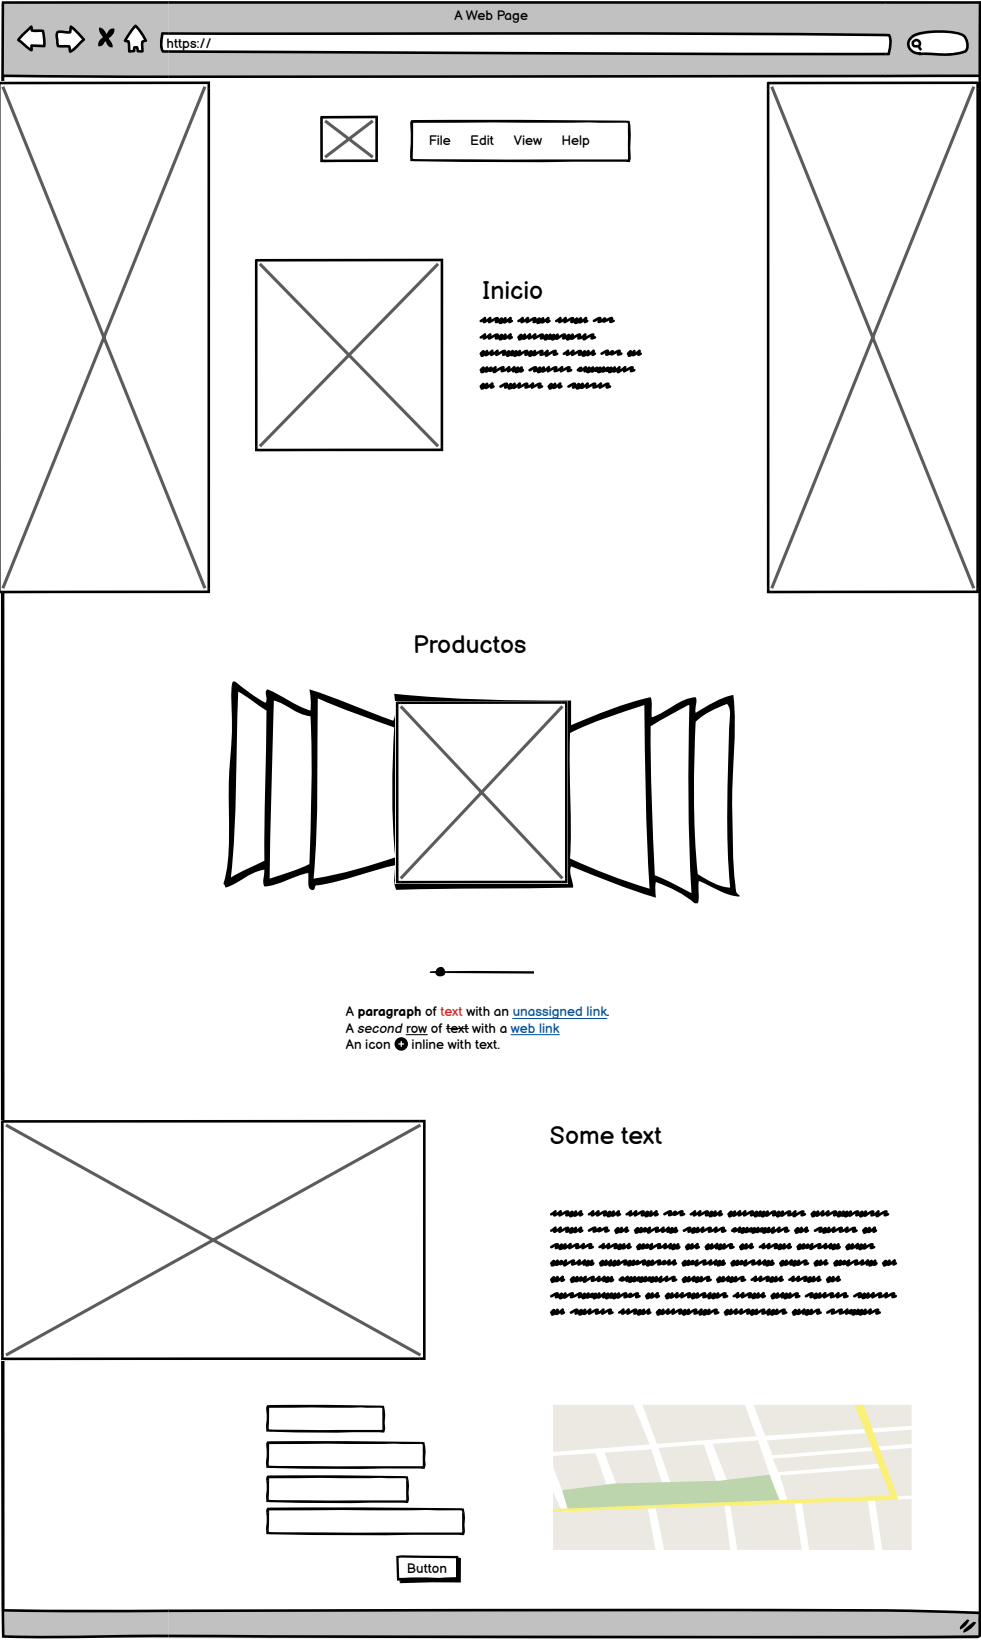 A Web Page
https://
File Edit View Help
Inicio
Productos
A paragraph of text with an unassigned link.
A second row of text with a web link
An icon inline with text.
Some text
Button